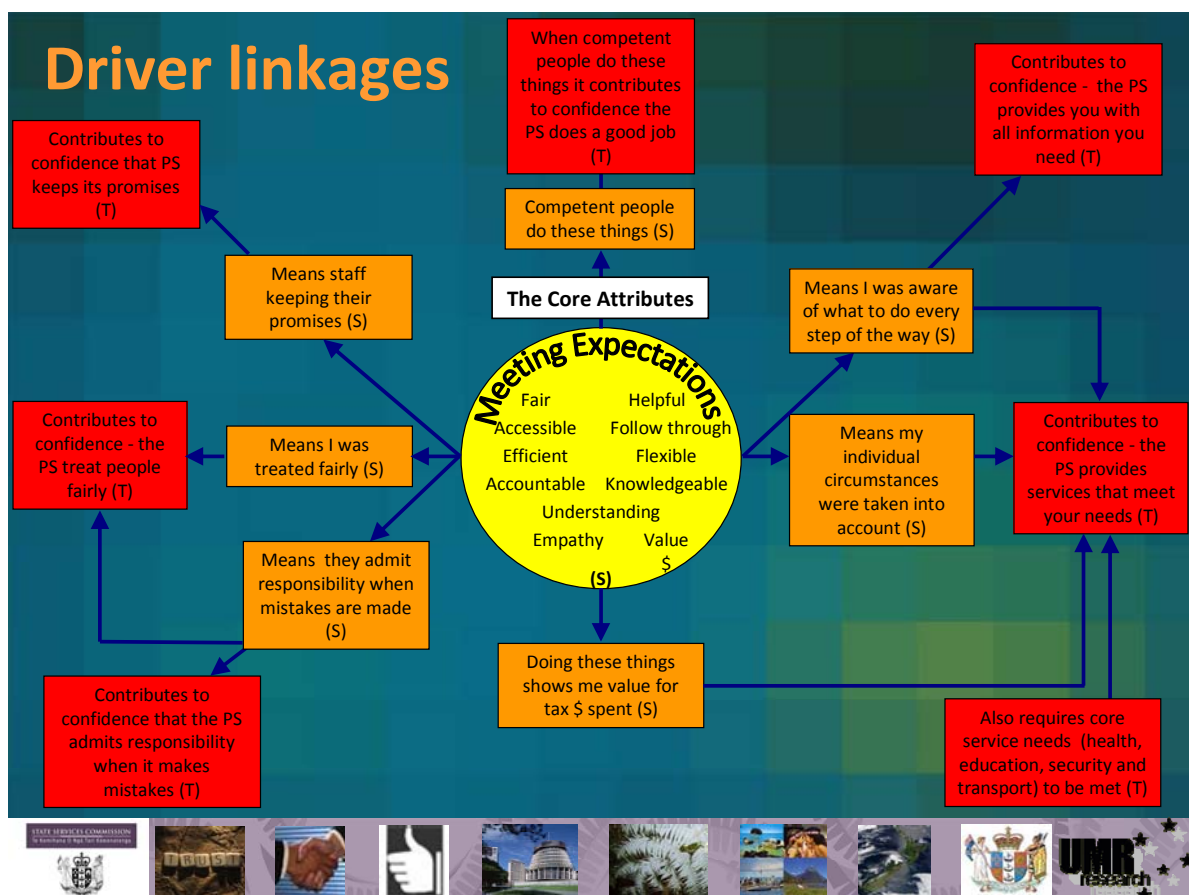 Driver linkages
When competent
people do these
things it contributes
to confidence the
PS does a good job
(T)
Contributes to
confidence - the PS
provides you with
all information you
need (T)
Contributes to
confidence that PS
keeps its promises
(T)
Competent people
do these things (S)
Means staff
keeping their
promises (S)
The Core Attributes
Means I was aware
of what to do every
step of the way (S)
Meeting Expectations
Fair Helpful
Accessible Follow through
Efficient Flexible
Accountable Knowledgeable
Understanding
Empathy Value
$
(S)
Contributes to
confidence - the
PS treat people
fairly (T)
Means I was
treated fairly (S)
Means my
individual
circumstances
were taken into
account (S)
Contributes to
confidence - the
PS provides
services that meet
your needs (T)
Means they admit
responsibility when
mistakes are made
(S)
Doing these things
shows me value for
tax $ spent (S)
Contributes to
confidence that the PS
admits responsibility
when it makes
mistakes (T)
Also requires core
service needs (health,
education, security and
transport) to be met (T)
STATE SERVICES COMMISSION
TRUST
UMR
research